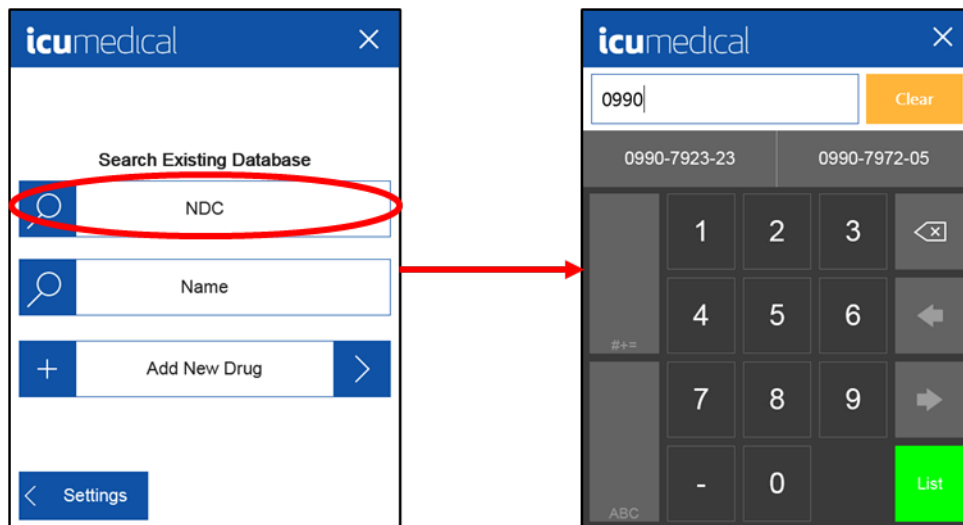 icumedical
Search Existing Database
NDC
Name
Add New Drug
Settings
icumedical
0990
Clear
0990-7923-23
0990-7972-05
1 2 3
#+=
4 5 6
7 8 9
ABC
- 0
List